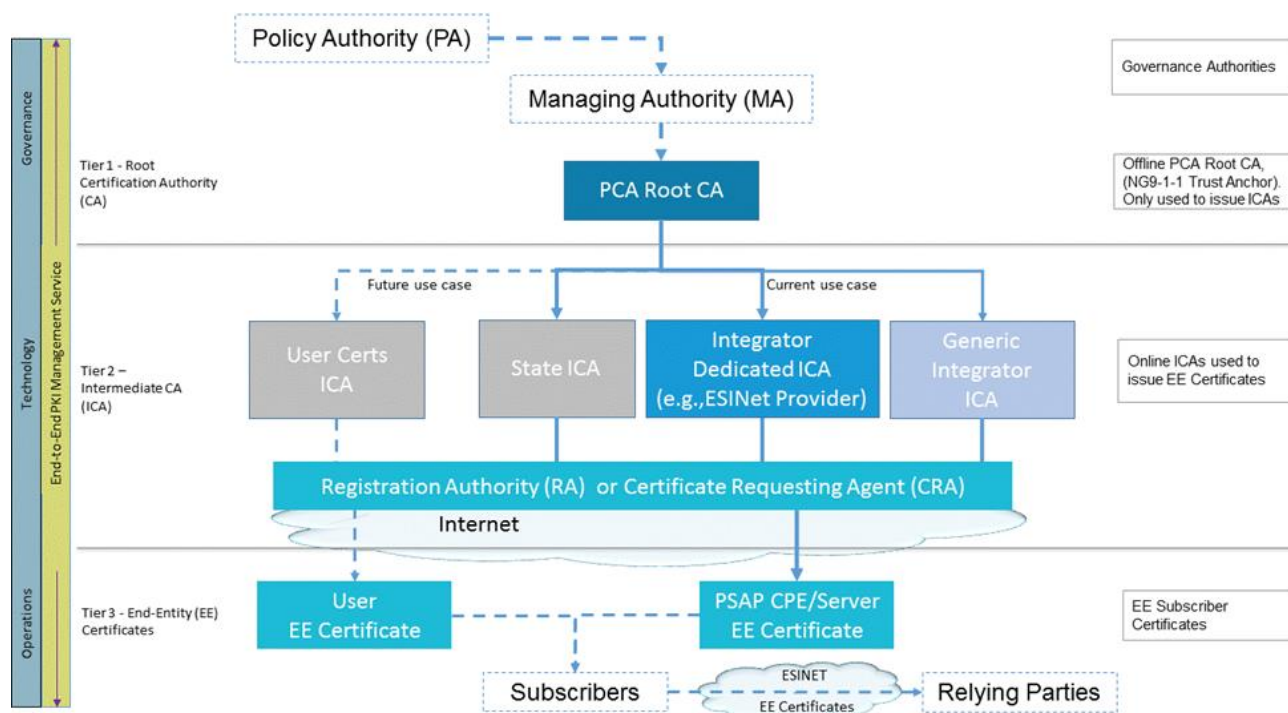 Policy Authority (PA)
Managing Authority (MA)
Governance Authorities
Governance
Tier 1 - Root
Certification Authority
(CA)
PCA Root CA
Offline PCA Root CA,
(NG9-1-1 Trust Anchor).
Only used to issue ICAs
Technology
End-to-End PKI Management Service
Future use case
Current use case
Tier 2 –
Intermediate CA
(ICA)
User Certs
ICA
State ICA
Integrator
Dedicated ICA
(e.g.,ESINet Provider)
Generic
Integrator
ICA
Online ICAs used to
issue EE Certificates
Registration Authority (RA) or Certificate Requesting Agent (CRA)
Internet
Operations
Tier 3 - End-Entity (EE)
Certificates
User
EE Certificate
PSAP CPE/Server
EE Certificate
EE Subscriber
Certificates
Subscribers
ESINET
EE Certificates
Relying Parties